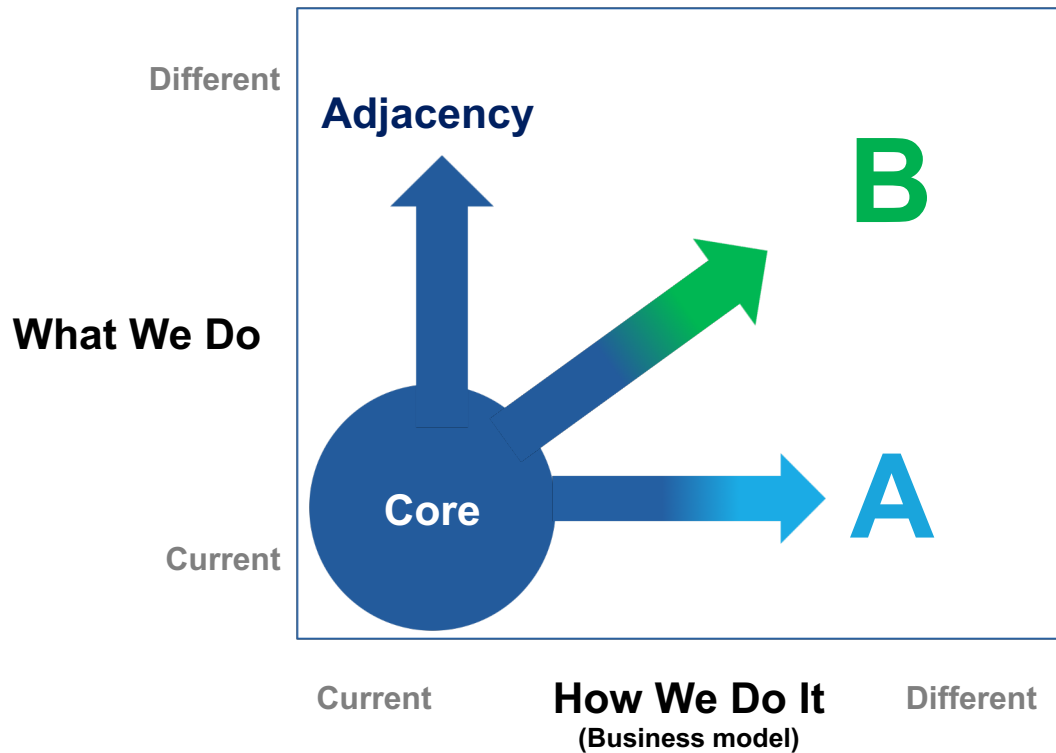 Different
Adjacency
B
What We Do
Core
A
Current
Current
How We Do It
Different
(Business model)